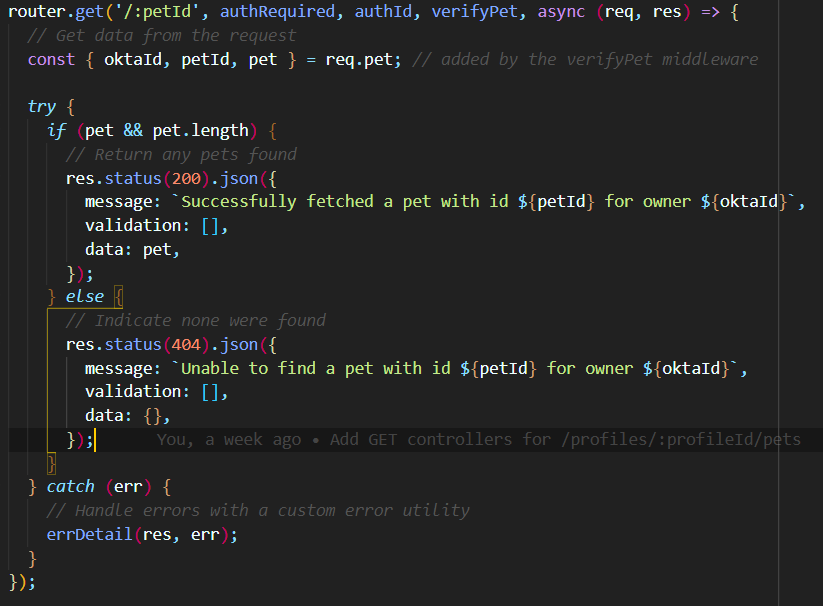 router.get('/:petId', authRequired, authId, verifyPet, async (req, res) => {
  // Get data from the request
  const { oktaId, petId, pet } = req.pet; // added by the verifyPet middleware

  try {
    if (pet && pet.length) {
      // Return any pets found
      res.status(200).json({
        message: `Successfully fetched a pet with id ${petId} for owner ${oktaId}`,
        validation: [],
        data: pet,
      });
    } else {
      // Indicate none were found
      res.status(404).json({
        message: `Unable to find a pet with id ${petId} for owner ${oktaId}`,
        validation: [],
        data: {},
      });      You, a week ago • Add GET controllers for /profiles/:profileId/pets
    }
  } catch (err) {
    // Handle errors with a custom error utility
    errDetail(res, err);
  }
});